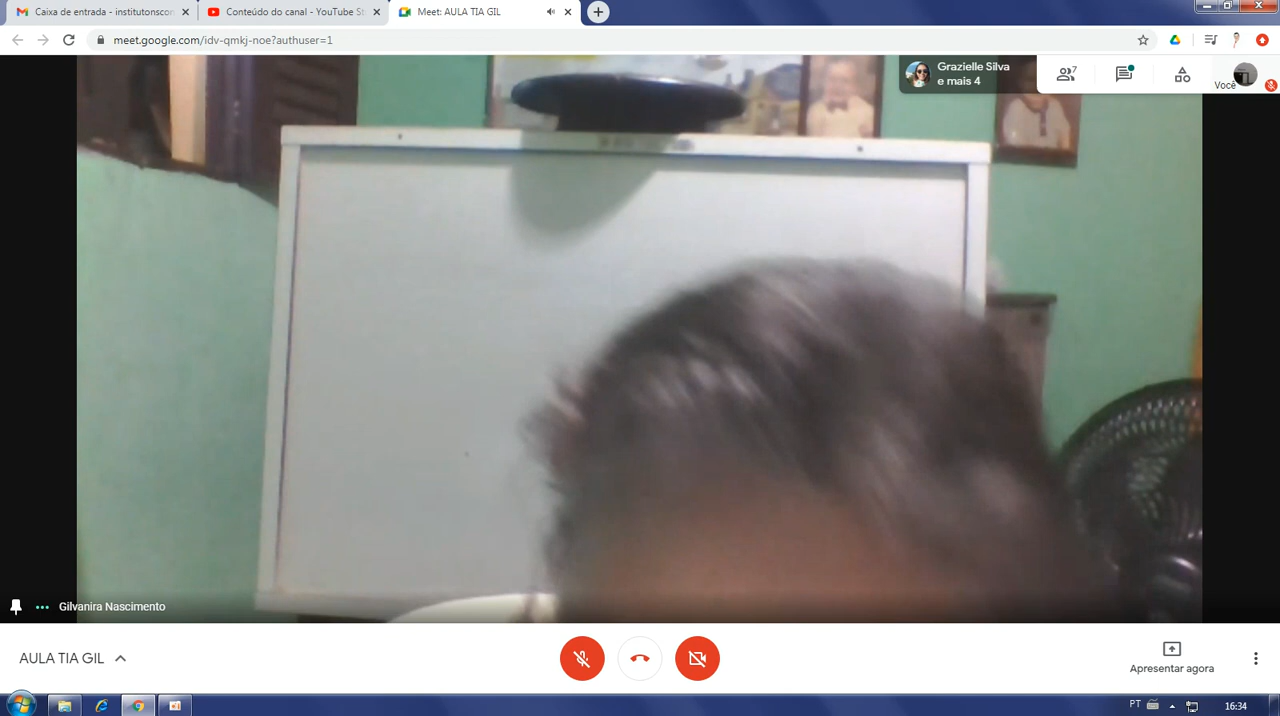 Caixa de entrada - institutonscon
Conteúdo do canal - YouTube St
Meet: AULA TIA GIL
meet.google.com/idv-qmkj-noe?authuser=1
Grazielle Silva
e mais 4
7
Você
Gilvanira Nascimento
AULA TIA GIL
Apresentar agora
PT
16:34